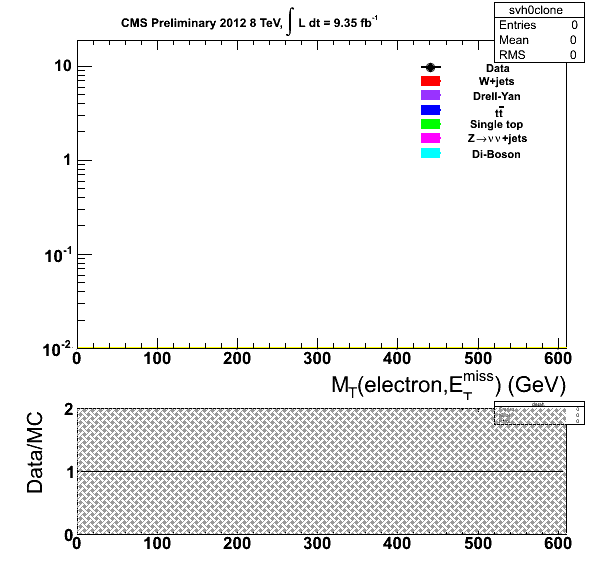 CMS Preliminary 2012 8 TeV, ∫ L dt = 9.35 fb⁻¹
svh0clone
Entries 0
Mean 0
RMS 0
Data
W+jets
Drell-Yan
tt̅
Single top
Z→νν+jets
Di-Boson
10
1
10⁻¹
10⁻²
0 100 200 300 400 500 600
M_T(electron,E_T^miss) (GeV)
Data/MC
2
1
0
0 100 200 300 400 500 600